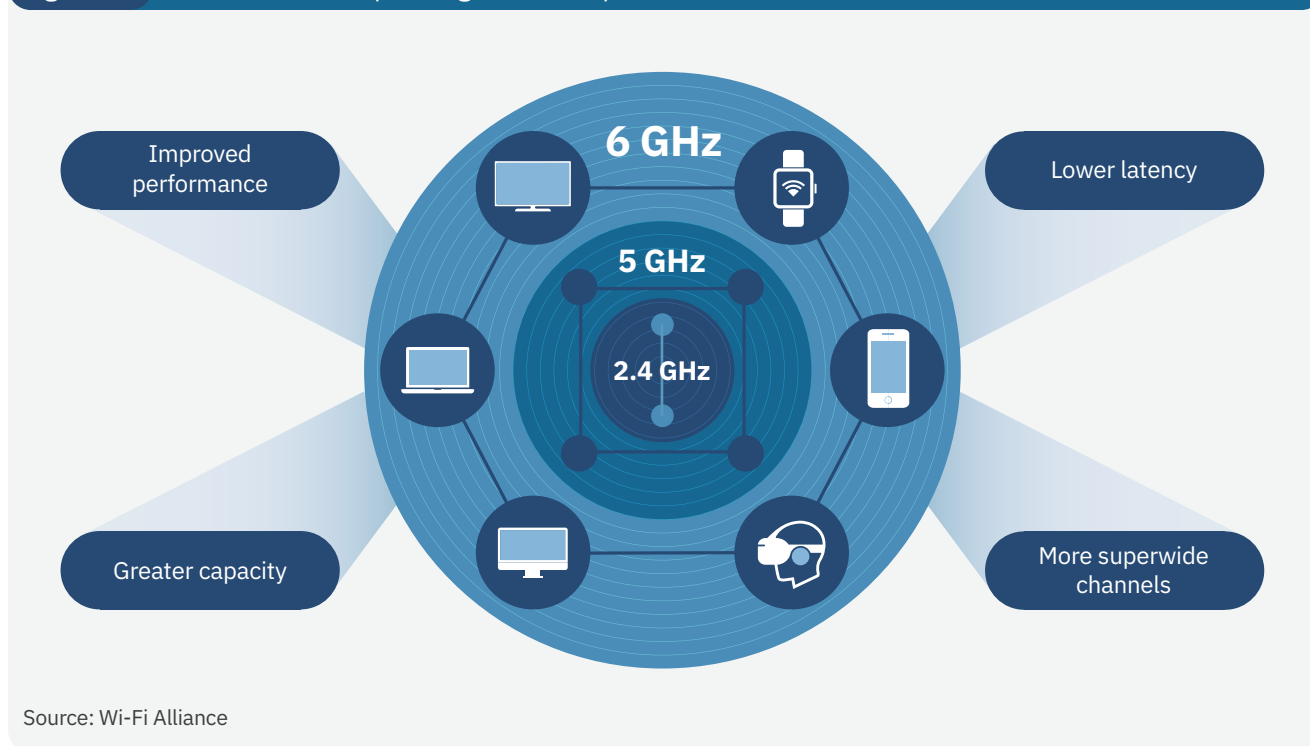 Improved
performance
6 GHz
Lower latency
5 GHz
2.4 GHz
Greater capacity
More superwide
channels
Source: Wi-Fi Alliance